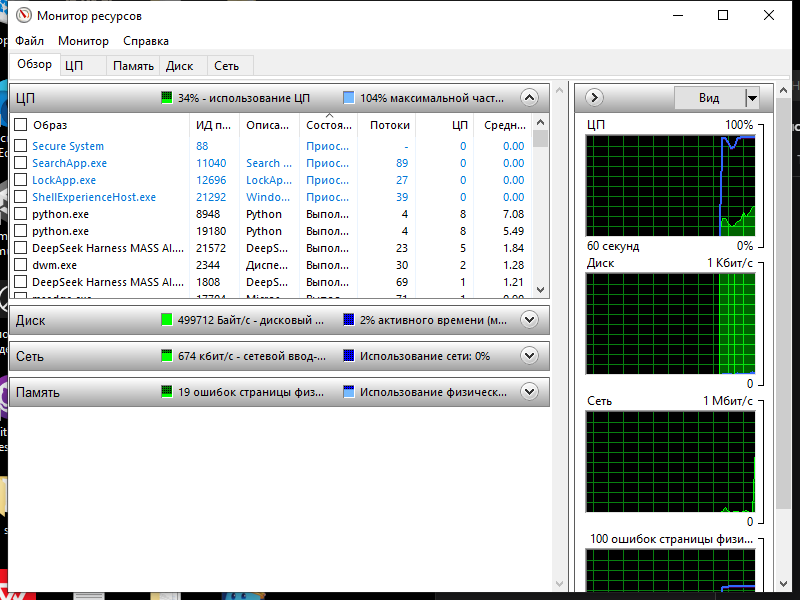 Монитор ресурсов
Файл Монитор Справка
Обзор ЦП Память Диск Сеть
ЦП 34% - использование ЦП 104% максимальной част...
Образ ИД п... Описа... Состоя... Потоки ЦП Средн...
Secure System 88 Приос... - 0 0.00
SearchApp.exe 11040 Search ... Приос... 89 0 0.00
LockApp.exe 12696 LockAp... Приос... 27 0 0.00
ShellExperienceHost.exe 21292 Windo... Приос... 39 0 0.00
python.exe 8948 Python Выпол... 4 8 7.08
python.exe 19180 Python Выпол... 4 8 5.49
DeepSeek Harness MASS AI.... 21572 DeepS... Выпол... 23 5 1.84
dwm.exe 2344 Диспе... Выпол... 30 2 1.28
DeepSeek Harness MASS AI.... 1808 DeepS... Выпол... 69 1 1.21
Диск 499712 Байт/с - дисковый ... 2% активного времени (м...
Сеть 674 кбит/с - сетевой ввод-... Использование сети: 0%
Память 19 ошибок страницы физ... Использование физическ...
Вид
ЦП 100%
60 секунд 0%
Диск 1 Кбит/с
0
Сеть 1 Мбит/с
0
100 ошибок страницы физи...